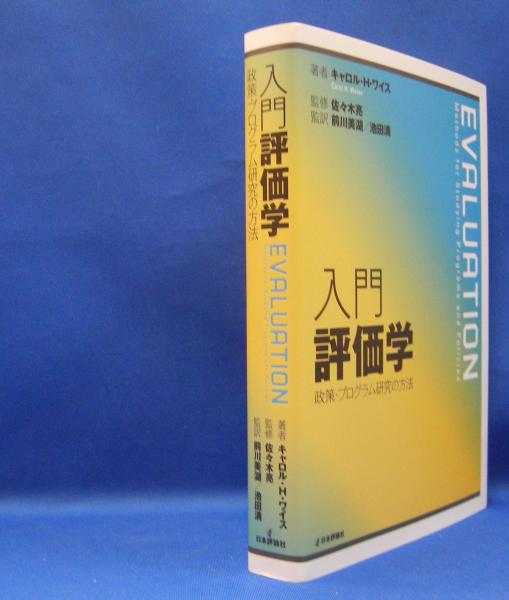 入門
評価学
政策・プログラム研究の方法
EVALUATION
著者 キャロル・H・ワイス
監修 佐々木亮
監訳 前川美湖/池田満
日本評論社
著者 キャロル・H・ワイス
Carol H. Weiss
監修 佐々木亮
監訳 前川美湖/池田満
EVALUATION
Methods for Studying Programs and Policies
入門
評価学
政策・プログラム研究の方法
日本評論社